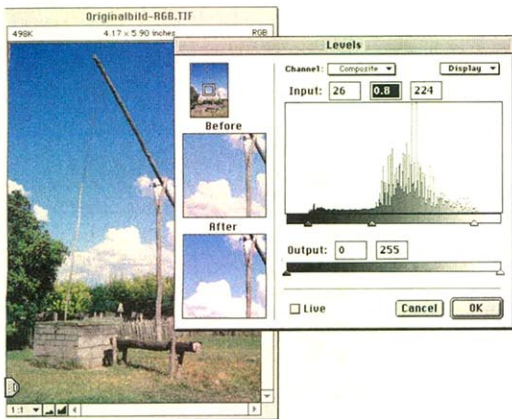 Originalbild-RGB.TIF
498K 4.17 × 5.90 inches RGB
Levels
Channel: Composite Display
Input: 26 0.8 224
Before
After
Output: 0 255
Live Cancel OK
1:1